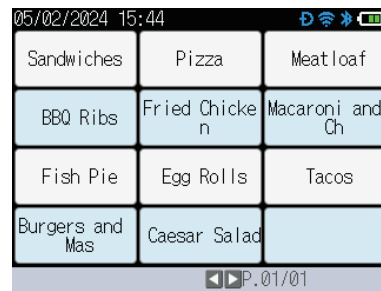 05/02/2024 15:44
Sandwiches
Pizza
Meatloaf
BBQ Ribs
Fried Chicke
n
Macaroni and
Ch
Fish Pie
Egg Rolls
Tacos
Burgers and
Mas
Caesar Salad
P.01/01